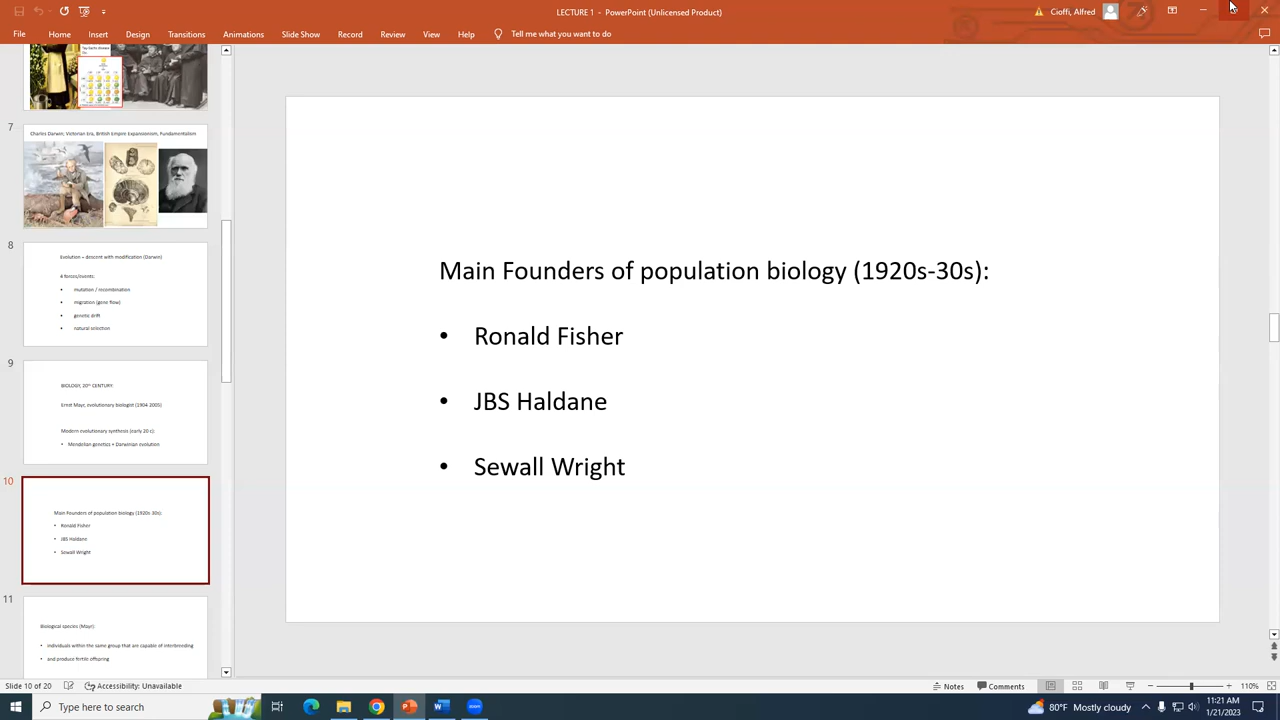 LECTURE 1 - PowerPoint (Unlicensed Product)
Cioffi, Alfred
File Home Insert Design Transitions Animations Slide Show Record Review View Help Tell me what you want to do
7
Charles Darwin, Victorian Era, British Empire Expansionism, Fundamentalism
8
Evolution – descent with modification (Darwin)
4 forces/events:
• mutation / recombination
• migration (gene flow)
• genetic drift
• natural selection
9
BIOLOGY, 20th CENTURY:
Ernst Mayr, evolutionary biologist (1904-2005)
Modern evolutionary synthesis (early 20 c):
• Mendelian genetics + Darwinian evolution
10
Main Founders of population biology (1920s-30s):
• Ronald Fisher
• JBS Haldane
• Sewall Wright
11
Biological species (Mayr):
• individuals within the same group that are capable of interbreeding
• and produce fertile offspring
Main Founders of population biology (1920s-30s):
• Ronald Fisher
• JBS Haldane
• Sewall Wright
Slide 10 of 20 Accessibility: Unavailable Notes Comments 110%
Type here to search zoom 80°F Mostly cloudy 11:21 AM
11/21/2022